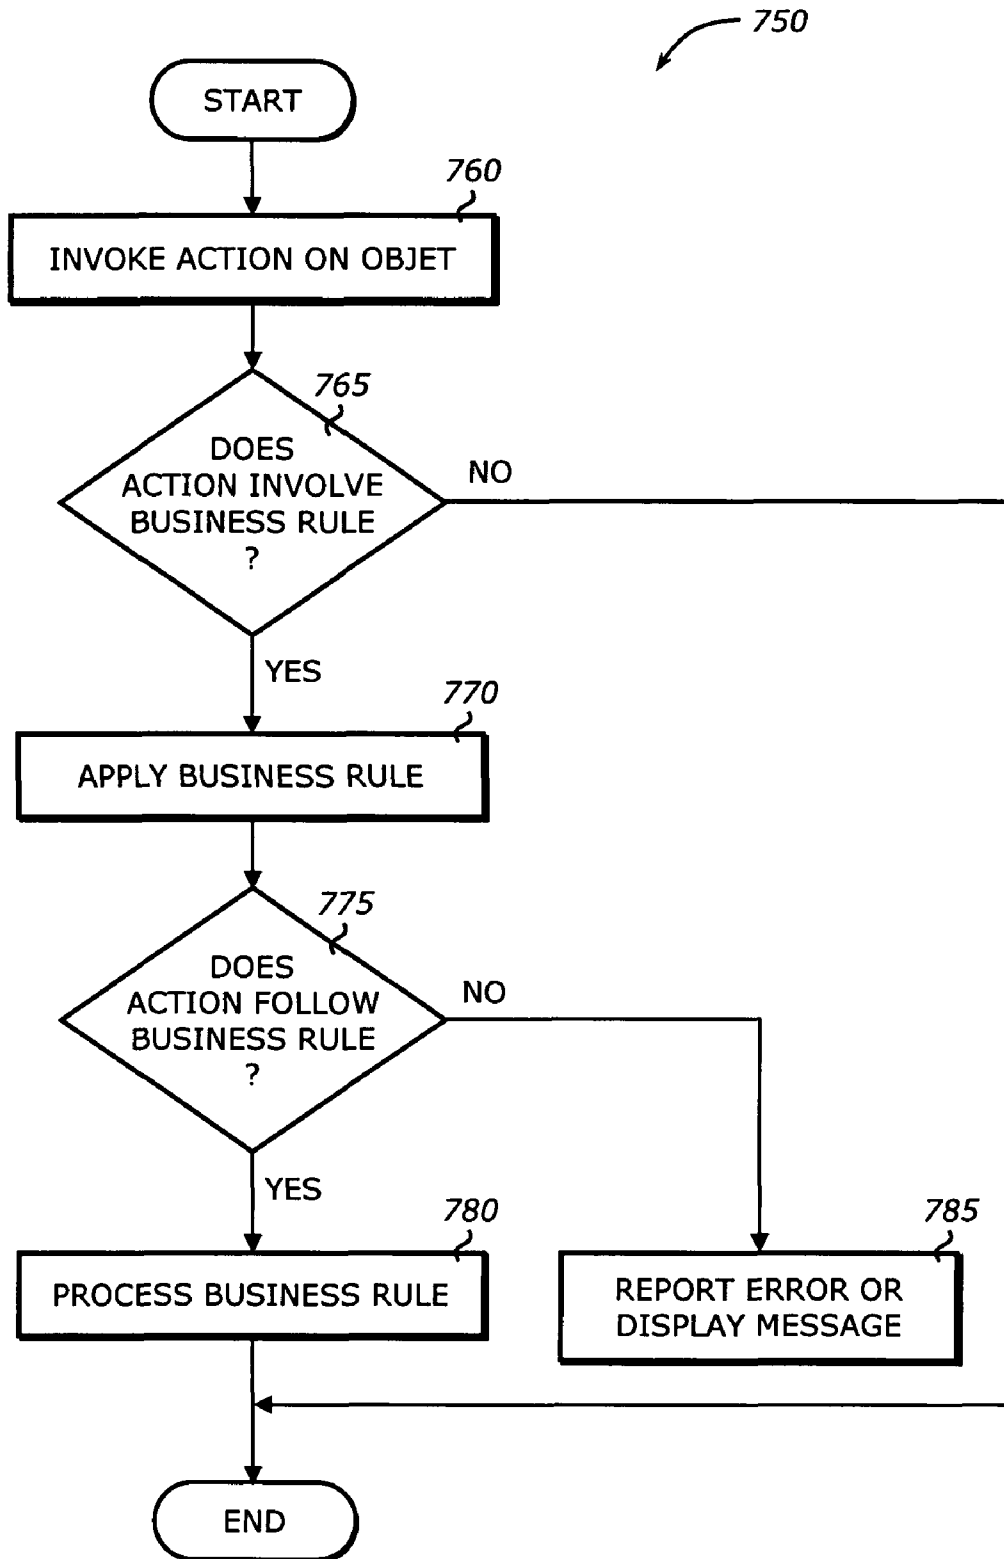 750
START
760
INVOKE ACTION ON OBJET
765
DOES
ACTION INVOLVE
BUSINESS RULE
?
NO
YES
770
APPLY BUSINESS RULE
775
DOES
ACTION FOLLOW
BUSINESS RULE
?
NO
YES
780
PROCESS BUSINESS RULE
785
REPORT ERROR OR
DISPLAY MESSAGE
END